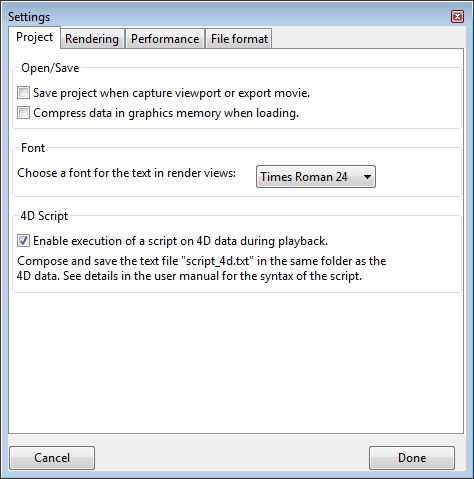 Settings
Project Rendering Performance File format
Open/Save
Save project when capture viewport or export movie.
Compress data in graphics memory when loading.
Font
Choose a font for the text in render views: Times Roman 24
4D Script
Enable execution of a script on 4D data during playback.
Compose and save the text file "script_4d.txt" in the same folder as the
4D data. See details in the user manual for the syntax of the script.
Cancel Done